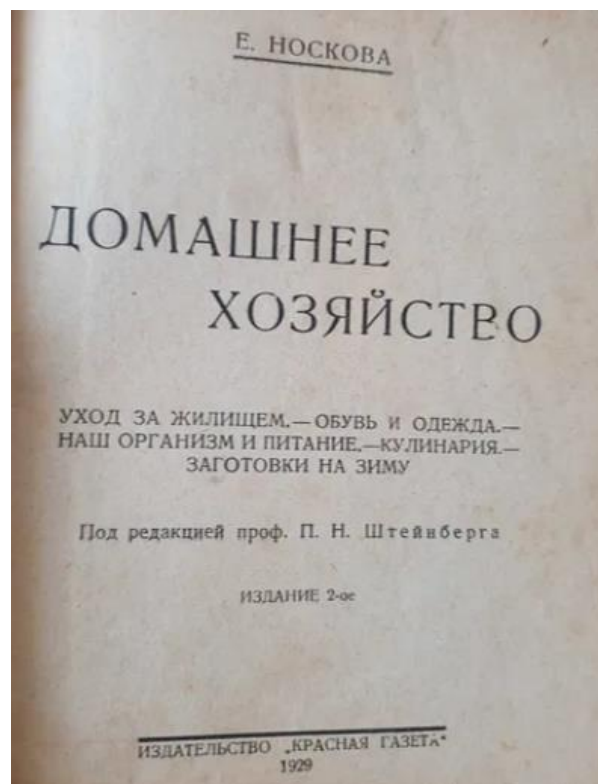 Е. НОСКОВА
ДОМАШНЕЕ
ХОЗЯЙСТВО
УХОД ЗА ЖИЛИЩЕМ.—ОБУВЬ И ОДЕЖДА.—
НАШ ОРГАНИЗМ И ПИТАНИЕ.—КУЛИНАРИЯ.—
ЗАГОТОВКИ НА ЗИМУ
Под редакцией проф. П. Н. Штейнберга
ИЗДАНИЕ 2-ое
ИЗДАТЕЛЬСТВО „КРАСНАЯ ГАЗЕТА“
1929